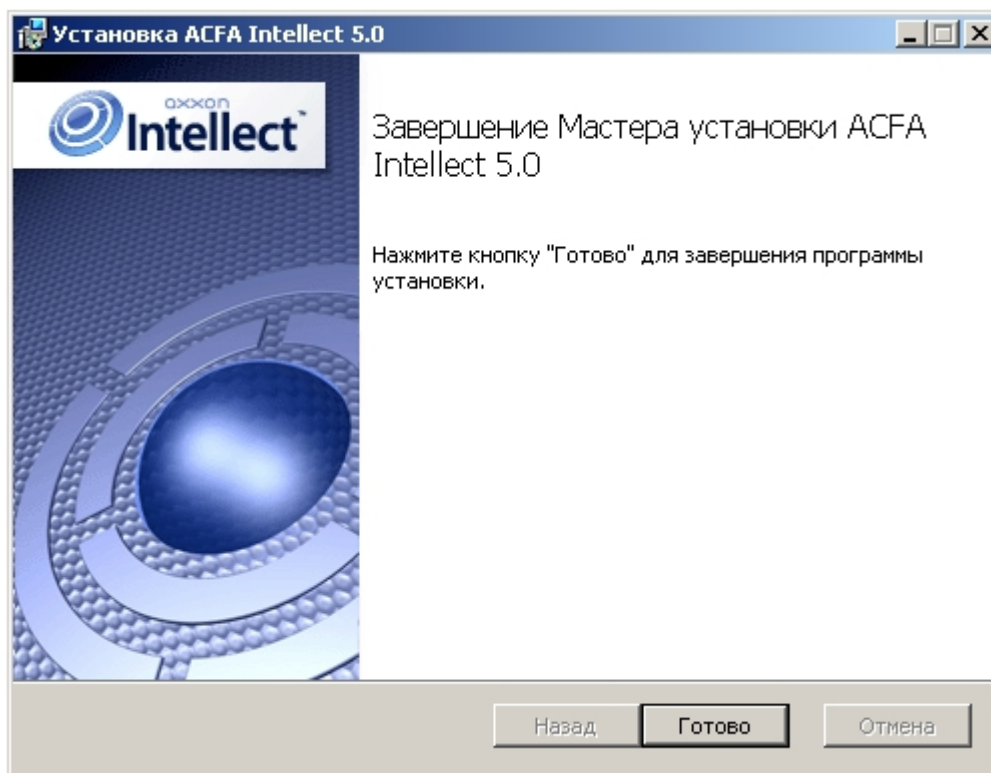 Установка ACFA Intellect 5.0
axxon
Intellect™
Завершение Мастера установки ACFA
Intellect 5.0
Нажмите кнопку "Готово" для завершения программы
установки.
Назад
Готово
Отмена